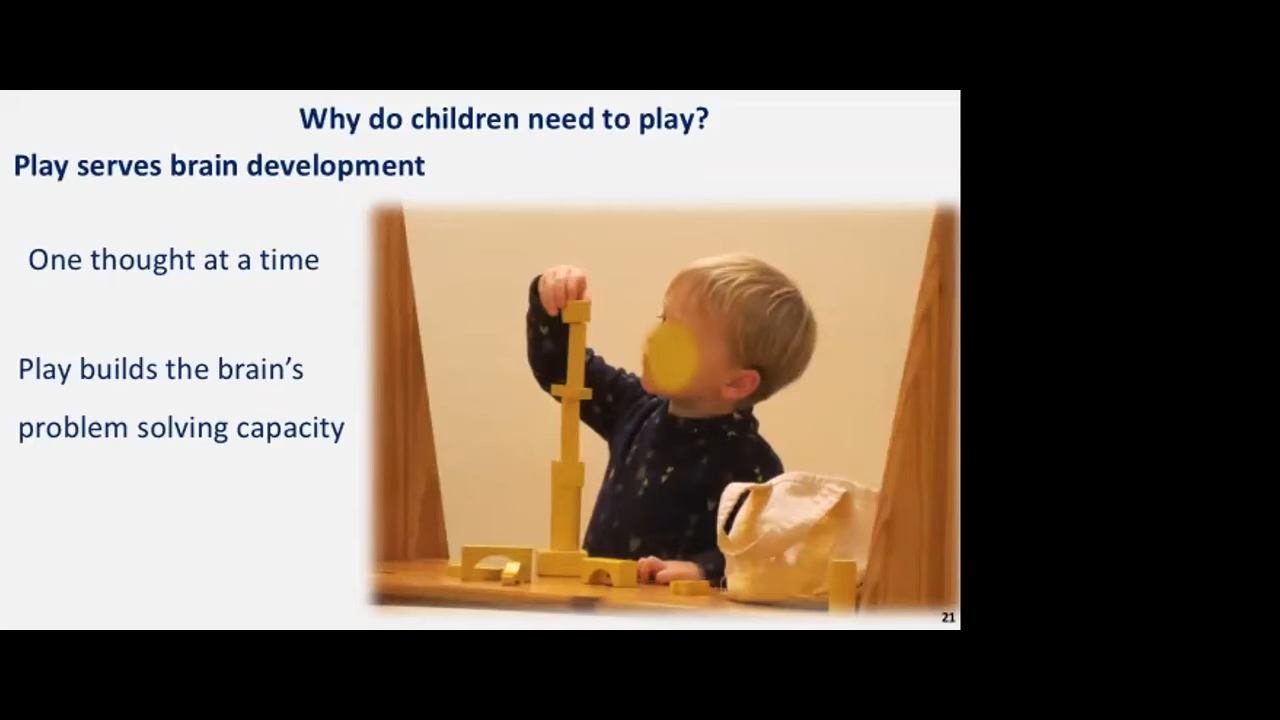 Why do children need to play?
Play serves brain development
One thought at a time
Play builds the brain’s
problem solving capacity
21